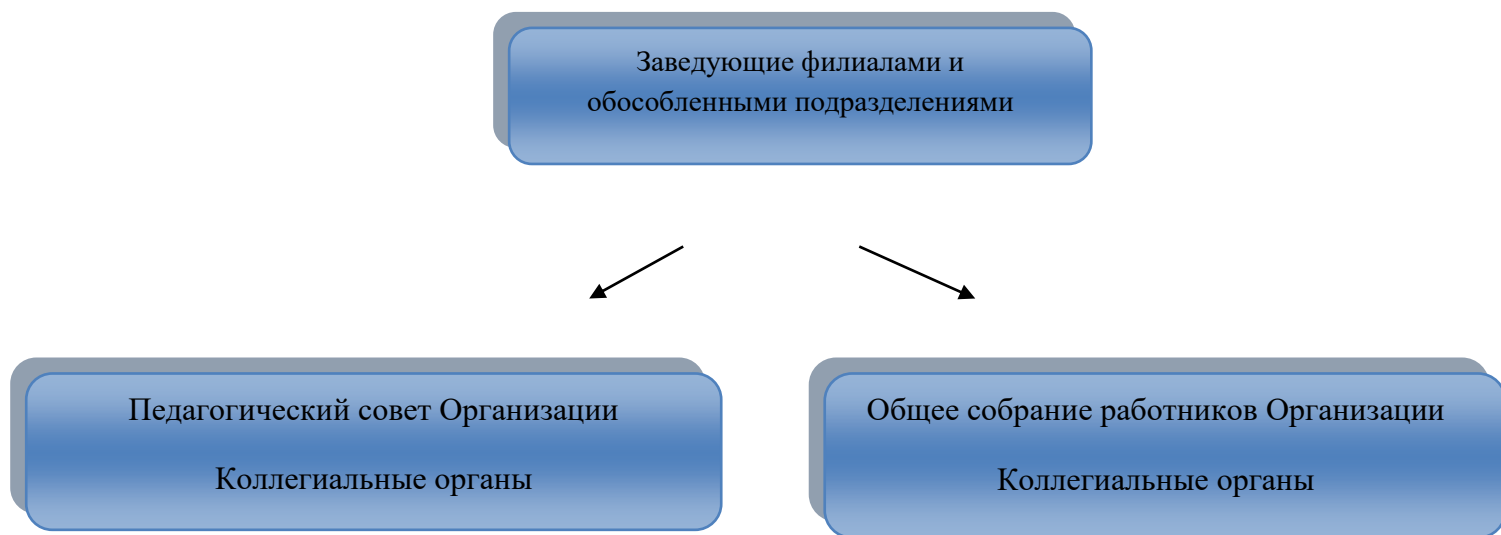 Заведующие филиалами и
обособленными подразделениями
Педагогический совет Организации
Коллегиальные органы
Общее собрание работников Организации
Коллегиальные органы